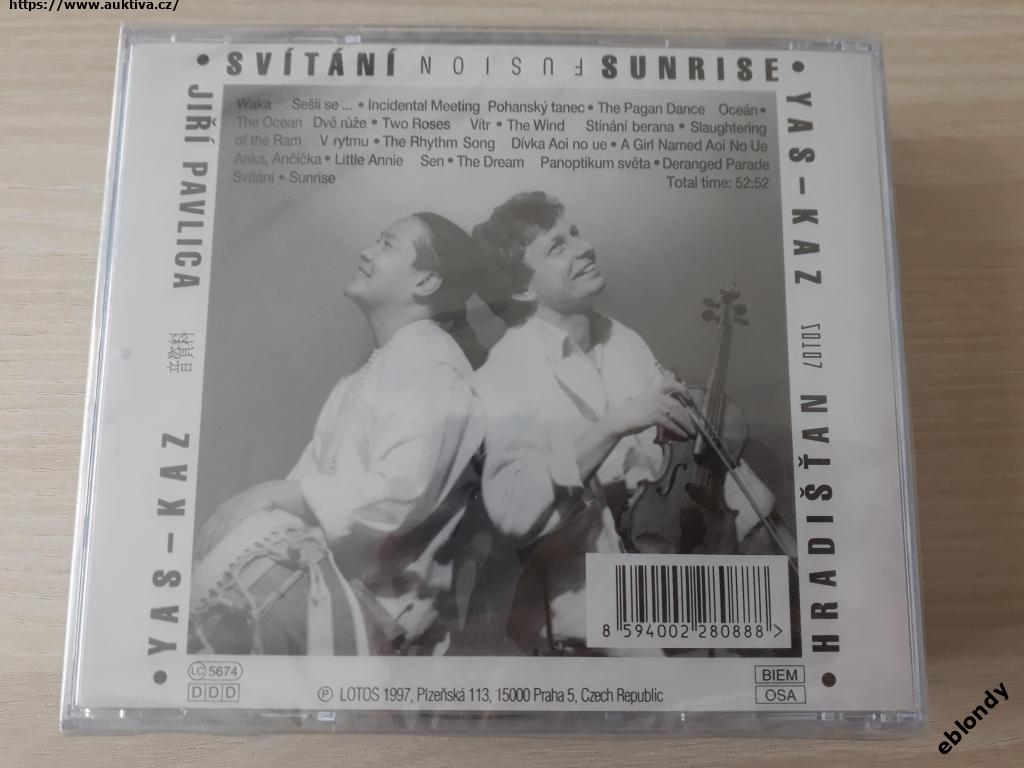 https://www.auktiva.cz/
• SVÍTÁNÍ FUSION SUNRISE •
JIŘÍ PAVLICA
音資料
• YAS – KAZ
YAS – KAZ
HRADIŠŤAN •
Waka Sešli se ... • Incidental Meeting Pohanský tanec • The Pagan Dance Oceán •
The Ocean Dvě růže • Two Roses Vítr • The Wind Stínání berana • Slaughtering
of the Ram V rytmu • The Rhythm Song Dívka Aoi no ue • A Girl Named Aoi No Ue
Anka, Ančička • Little Annie Sen • The Dream Panoptikum světa • Deranged Parade
Svítání • Sunrise Total time: 52:52
8 594002 280888 >
LC 5674
DDD
Ⓟ LOTOS 1997, Plzeňská 113, 15000 Praha 5, Czech Republic
BIEM
OSA
eblondy